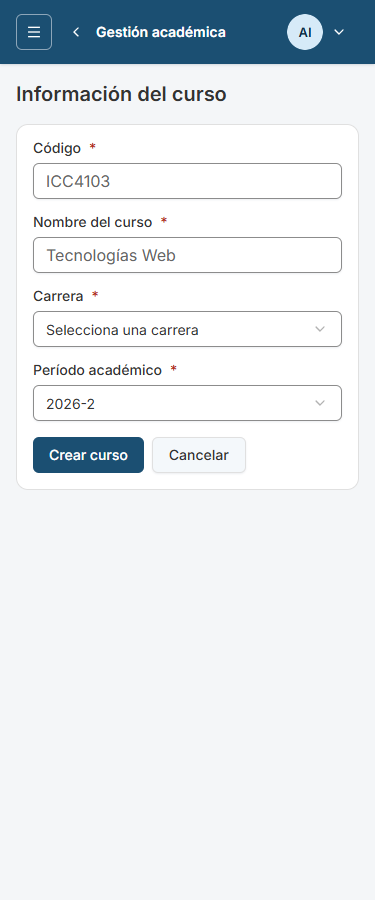 Gestión académica
AI
Información del curso
Código *
ICC4103
Nombre del curso *
Tecnologías Web
Carrera *
Selecciona una carrera
Período académico *
2026-2
Crear curso
Cancelar